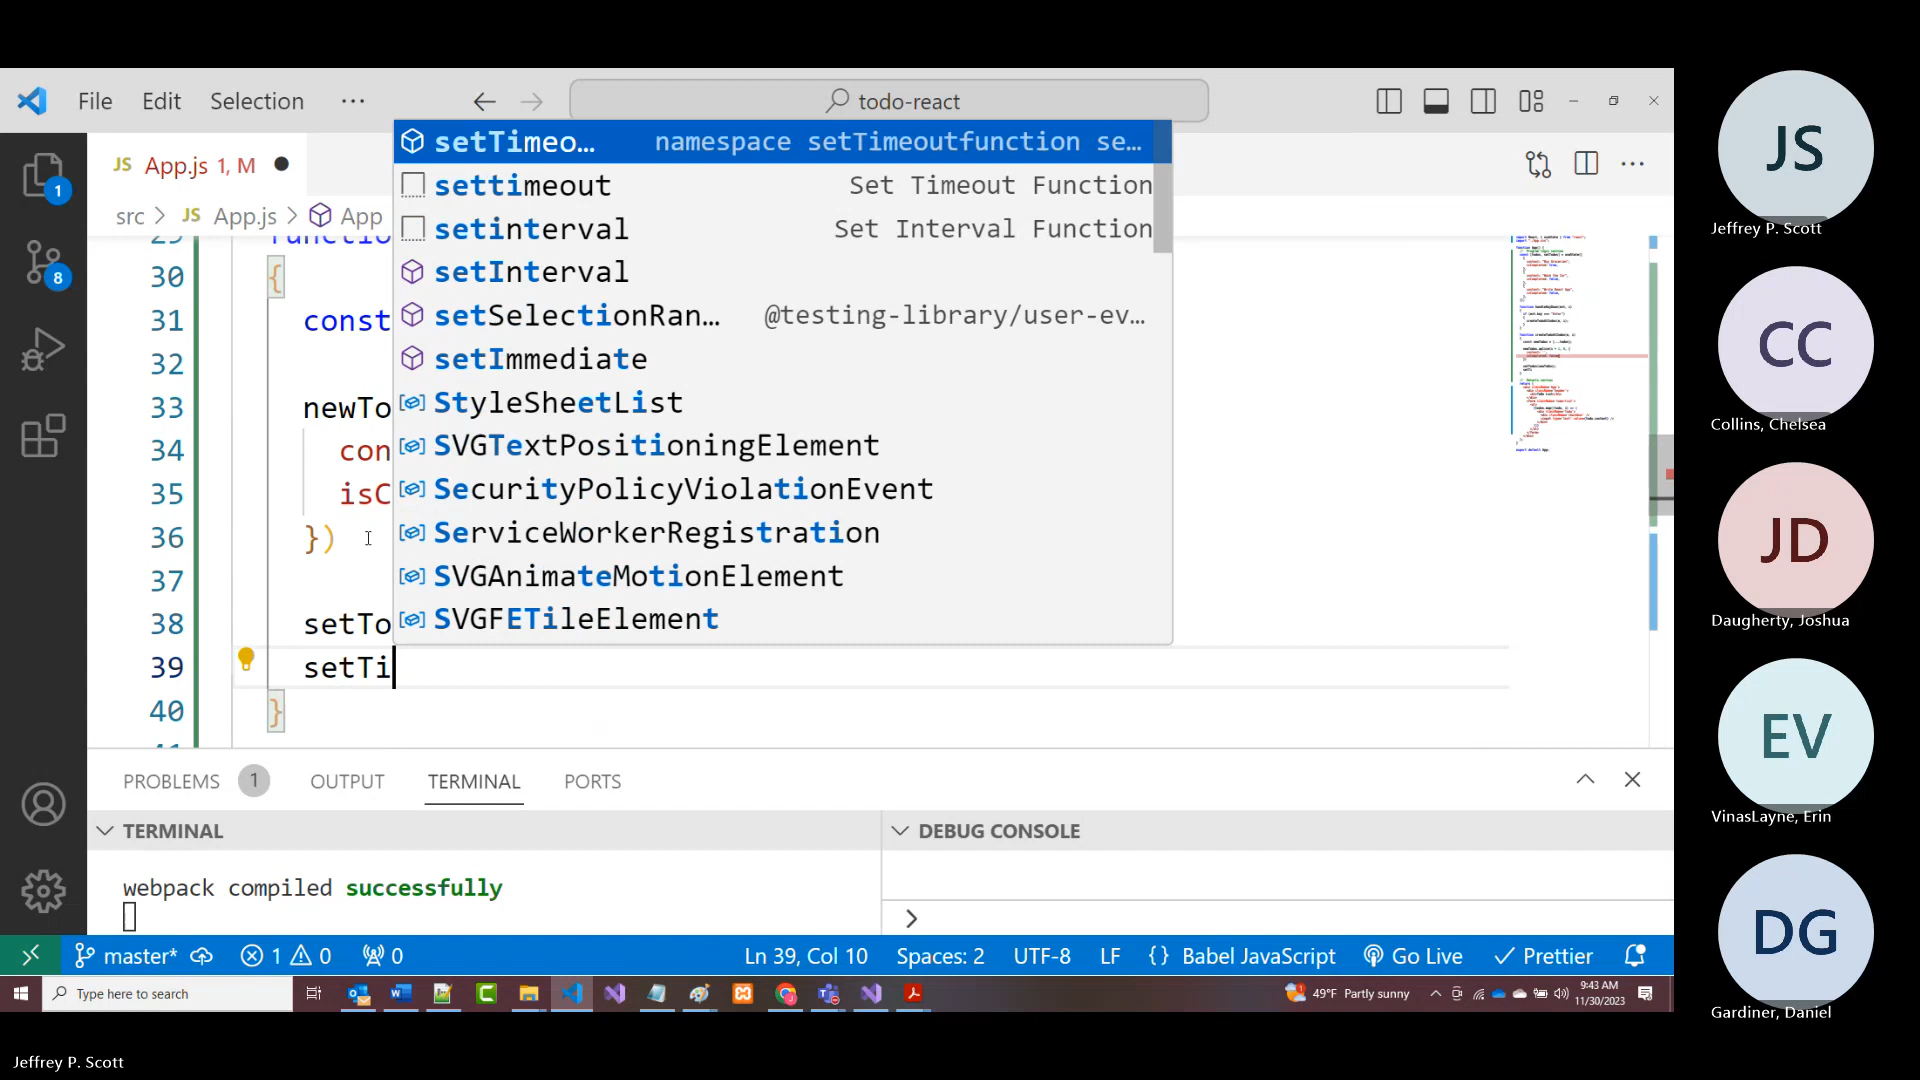 File Edit Selection ··· todo-react
JS App.js 1, M
src > JS App.js > App
setTimeo... namespace setTimeoutfunction se...
settimeout Set Timeout Function
setinterval Set Interval Function
setInterval
setSelectionRan... @testing-library/user-ev...
setImmediate
StyleSheetList
SVGTextPositioningElement
SecurityPolicyViolationEvent
ServiceWorkerRegistration
SVGAnimateMotionElement
SVGFETileElement
30 {
31 const
32
33 newTo
34 con
35 isC
36 })
37
38 setTo
39 setTi
40 }
PROBLEMS 1 OUTPUT TERMINAL PORTS
TERMINAL
DEBUG CONSOLE
webpack compiled successfully
>
master* 1 0 0 Ln 39, Col 10 Spaces: 2 UTF-8 LF {} Babel JavaScript Go Live Prettier
Type here to search
49°F Partly sunny
9:43 AM
11/30/2023
1
8
JS
Jeffrey P. Scott
CC
Collins, Chelsea
JD
Daugherty, Joshua
EV
VinasLayne, Erin
DG
Gardiner, Daniel
Jeffrey P. Scott